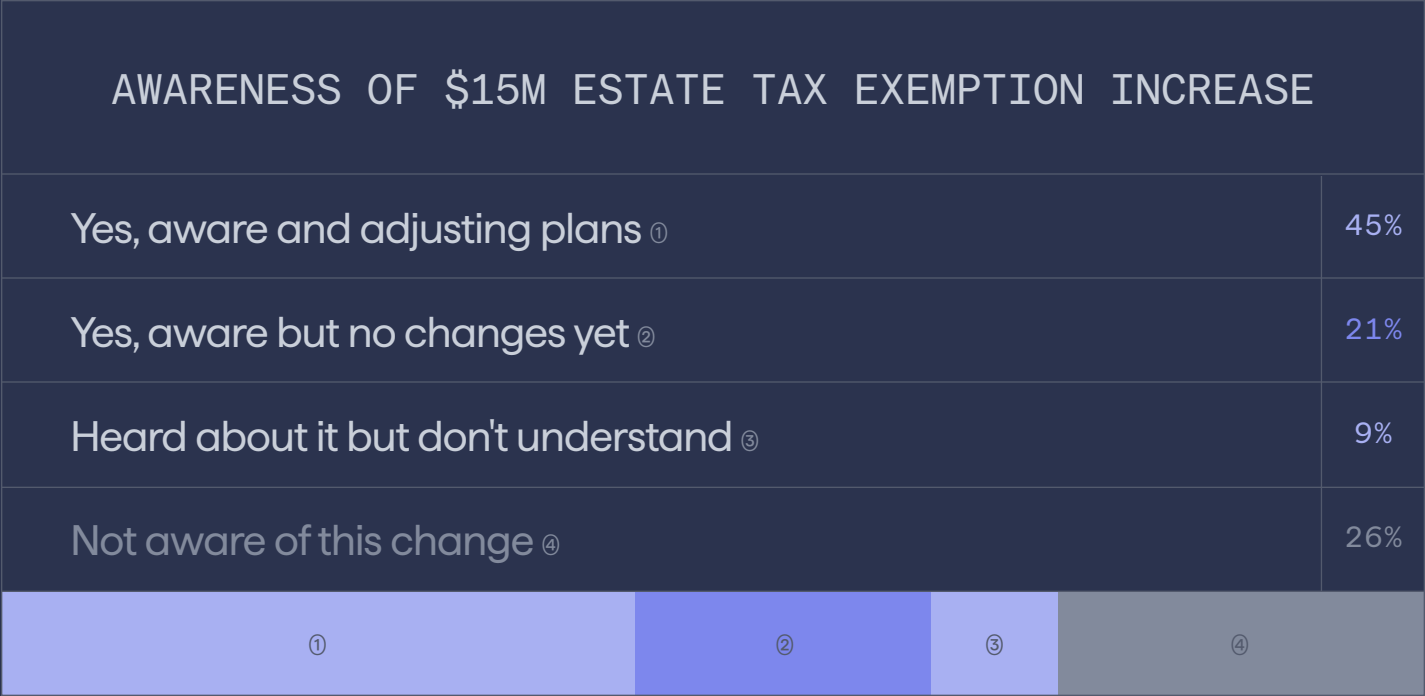 AWARENESS OF $15M ESTATE TAX EXEMPTION INCREASE
Yes, aware and adjusting plans ① 45%
Yes, aware but no changes yet ② 21%
Heard about it but don't understand ③ 9%
Not aware of this change ④ 26%
① ② ③ ④